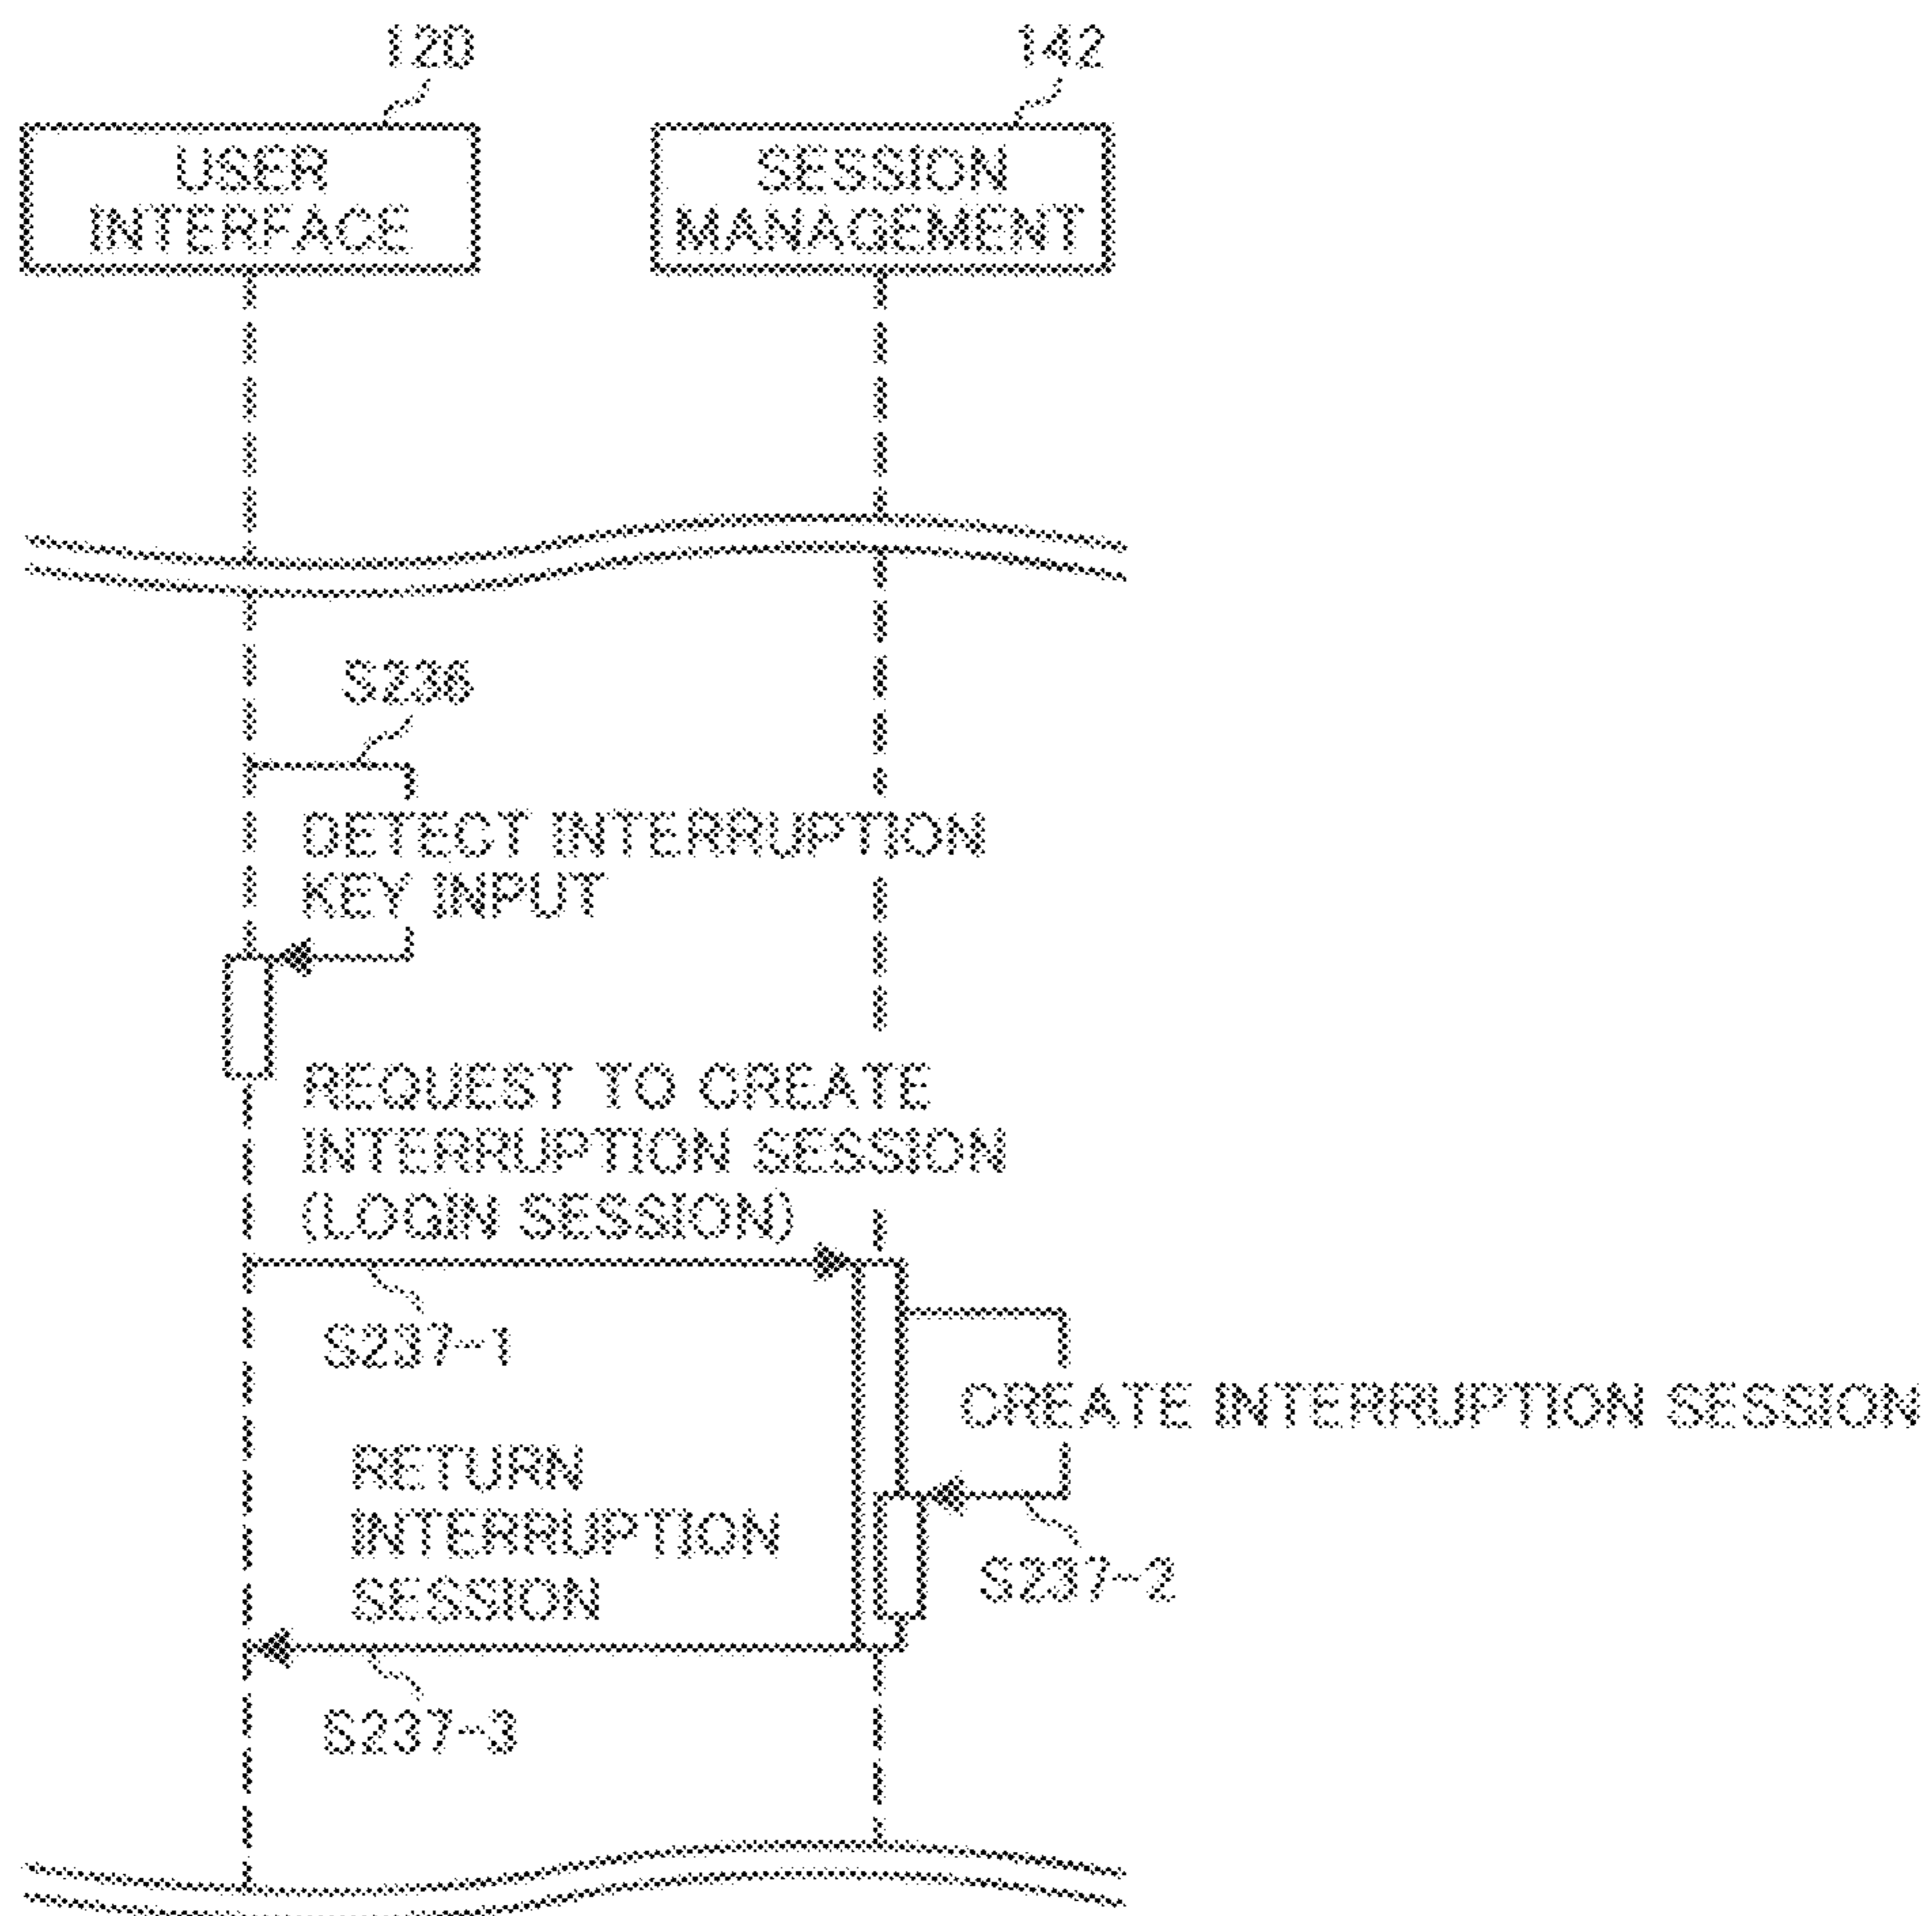 120
142
USER
INTERFACE
SESSION
MANAGEMENT
S236
DETECT INTERRUPTION
KEY INPUT
REQUEST TO CREATE
INTERRUPTION SESSION
(LOGIN SESSION)
S237-1
CREATE INTERRUPTION SESSION
RETURN
INTERRUPTION
SESSION
S237-2
S237-3